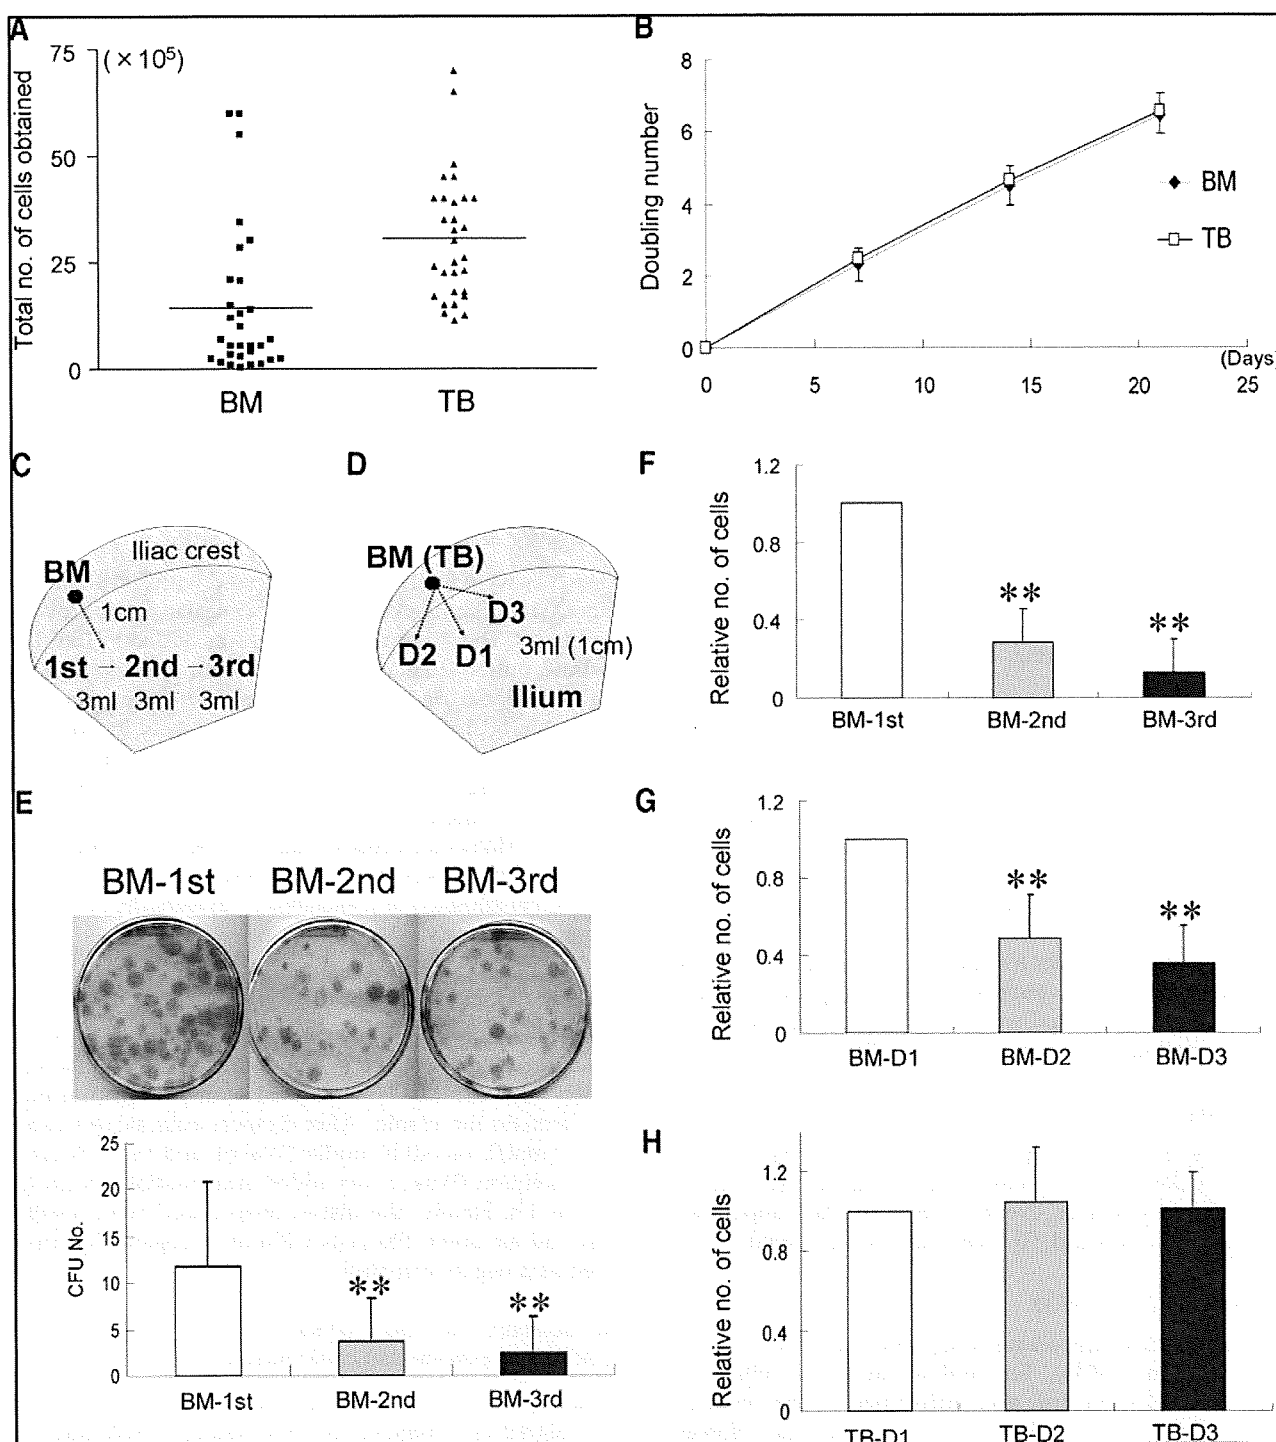 A
75
(×10⁵)
50
25
0
Total no. of cells obtained
BM
TB
B
8
6
4
2
0
Doubling number
BM
TB
0
5
10
15
20
25
(Days)
C
Iliac crest
BM
1cm
1st → 2nd → 3rd
3ml 3ml 3ml
D
BM (TB)
D3
D2 D1
3ml (1cm)
Ilium
F
1.2
0.8
0.4
0
Relative no. of cells
**
**
BM-1st BM-2nd BM-3rd
E
BM-1st BM-2nd BM-3rd
25
20
15
10
5
0
CFU No.
**
**
BM-1st BM-2nd BM-3rd
G
1.2
0.8
0.4
0
Relative no. of cells
**
**
BM-D1 BM-D2 BM-D3
H
1.2
0.8
0.4
0
Relative no. of cells
TB-D1 TB-D2 TB-D3